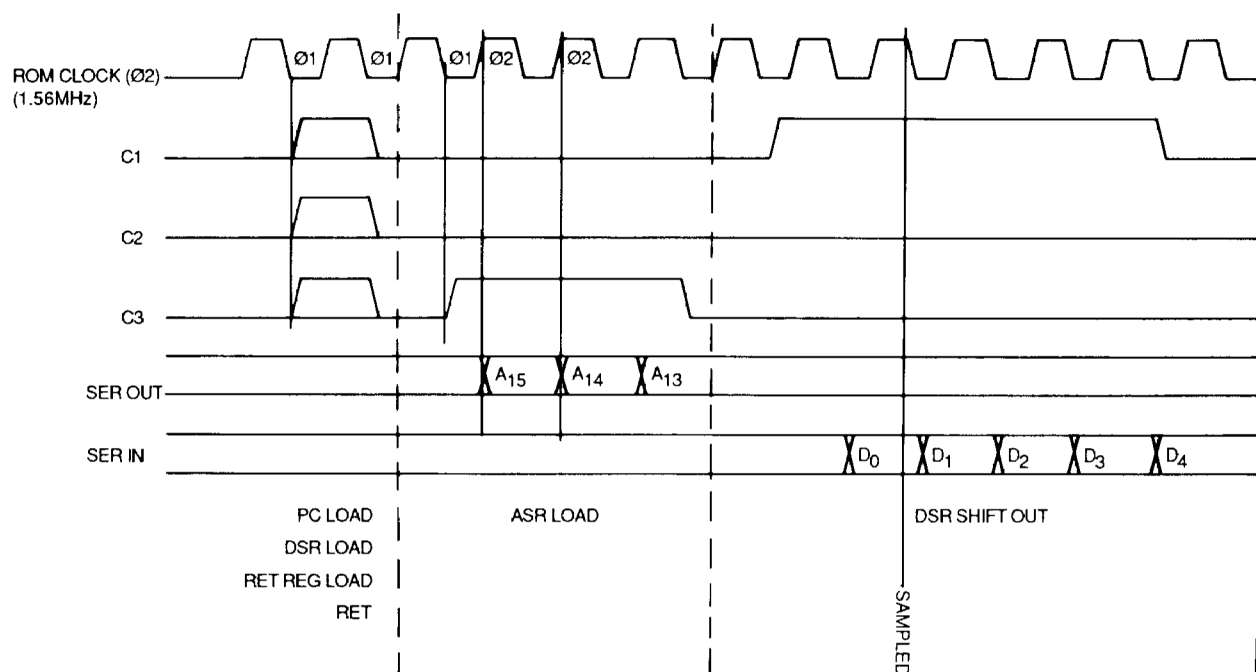 ROM CLOCK (Ø2)
(1.56MHz)
Ø1 Ø1 Ø1 Ø2 Ø2
C1
C2
C3
SER OUT
A15 A14 A13
SER IN
D0 D1 D2 D3 D4
PC LOAD
DSR LOAD
RET REG LOAD
RET
ASR LOAD
DSR SHIFT OUT
SAMPLED